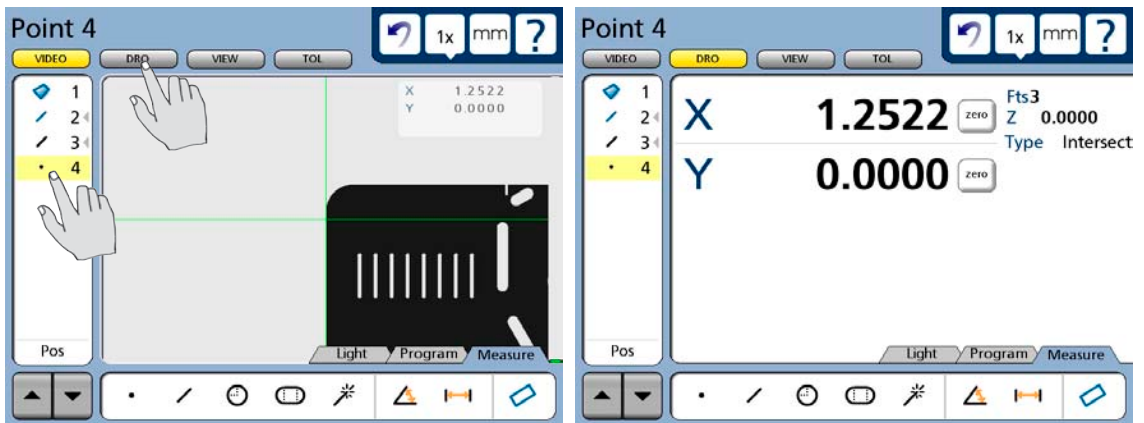 Point 4
1x mm ?
VIDEO DRO VIEW TOL
1
2
3
4
X 1.2522
Y 0.0000
Pos
Light Program Measure
Point 4
1x mm ?
VIDEO DRO VIEW TOL
1
2
3
4
X 1.2522 zero
Y 0.0000 zero
Fts3
Z 0.0000
Type Intersect
Pos
Light Program Measure